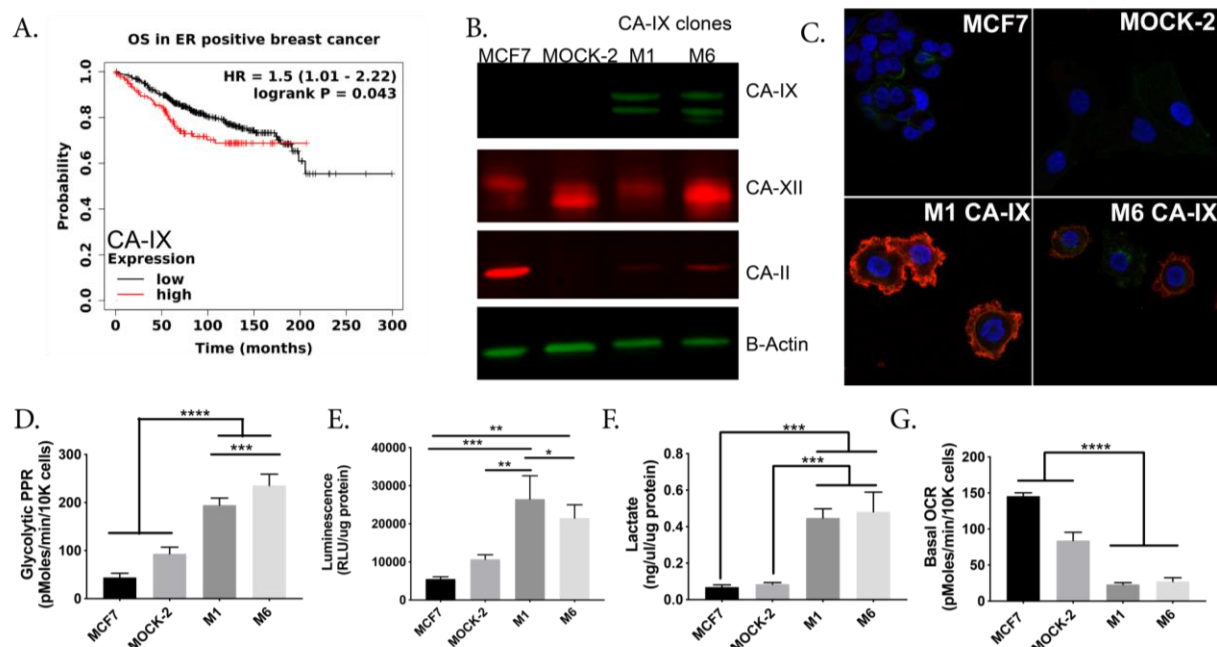 A.
OS in ER positive breast cancer
HR = 1.5 (1.01 - 2.22)
logrank P = 0.043
Probability
1.0
0.8
0.6
0.4
0.2
0.0
CA-IX
Expression
low
high
0 50 100 150 200 250 300
Time (months)
B.
CA-IX clones
MCF7 MOCK-2 M1 M6
CA-IX
CA-XII
CA-II
B-Actin
C.
MCF7
MOCK-2
M1 CA-IX
M6 CA-IX
D.
Glycolytic PPR
(pMoles/min/10K cells)
300
200
100
0
****
***
MCF7
MOCK-2
M1
M6
E.
Luminescence
(RLU/ug protein)
40000
30000
20000
10000
0
**
***
**
*
MCF7
MOCK-2
M1
M6
F.
Lactate
(ng/ul/ug protein)
0.8
0.6
0.4
0.2
0.0
***
***
*
MCF7
MOCK-2
M1
M6
G.
Basal OCR
(pMoles/min/10K cells)
200
150
100
50
0
****
MCF7
MOCK-2
M1
M6